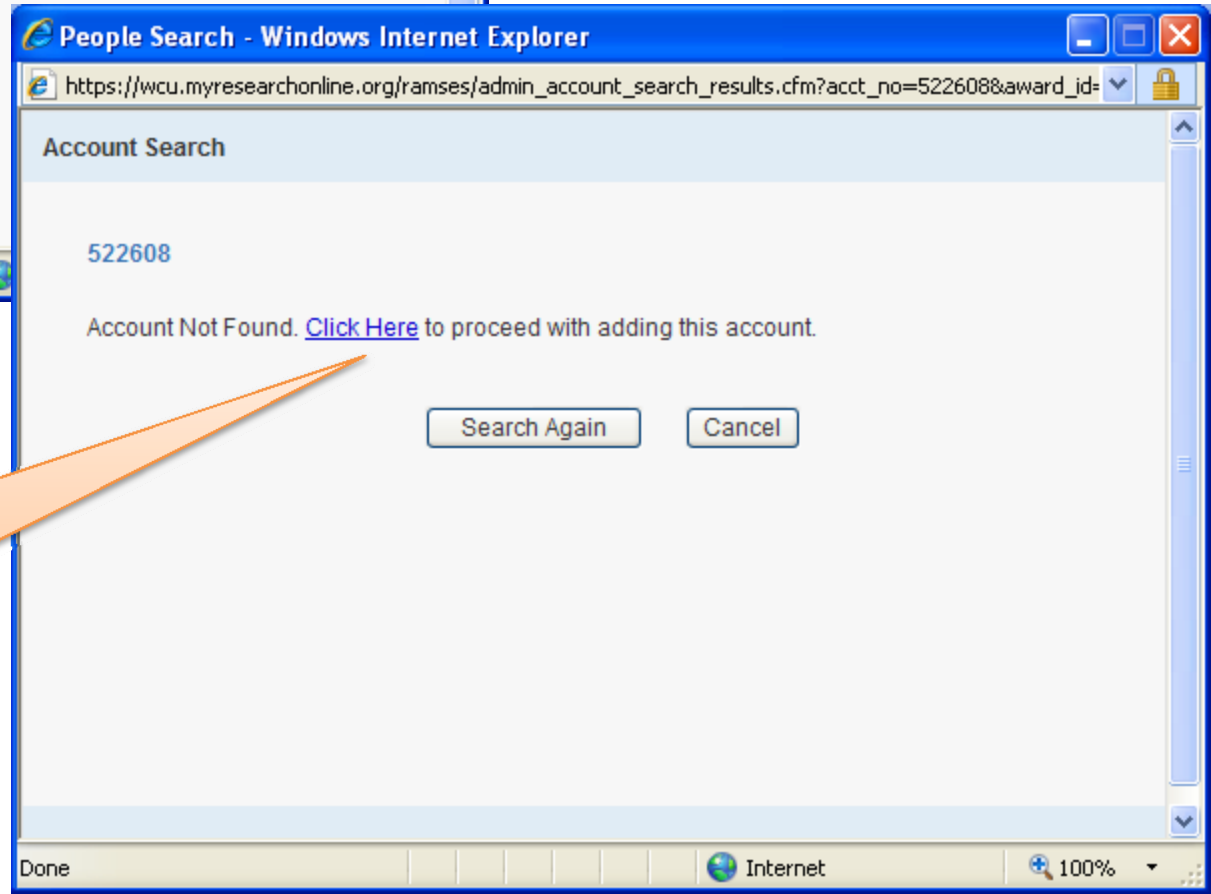 People Search - Windows Internet Explorer
https://wcu.myresearchonline.org/ramses/admin_account_search_results.cfm?acct_no=522608&award_id=
Account Search
522608
Account Not Found. Click Here to proceed with adding this account.
Search Again Cancel
Done Internet 100%